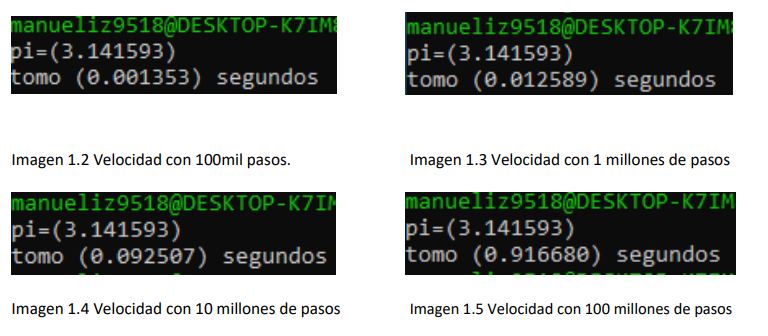 manueliz9518@DESKTOP-K7IM8
pi=(3.141593)
tomo (0.001353) segundos
Imagen 1.2 Velocidad con 100mil pasos.
manueliz9518@DESKTOP-K7IM
pi=(3.141593)
tomo (0.012589) segundos
Imagen 1.3 Velocidad con 1 millones de pasos
manueliz9518@DESKTOP-K7IM
pi=(3.141593)
tomo (0.092507) segundos
Imagen 1.4 Velocidad con 10 millones de pasos
manueliz9518@DESKTOP-K7IM
pi=(3.141593)
tomo (0.916680) segundos
Imagen 1.5 Velocidad con 100 millones de pasos